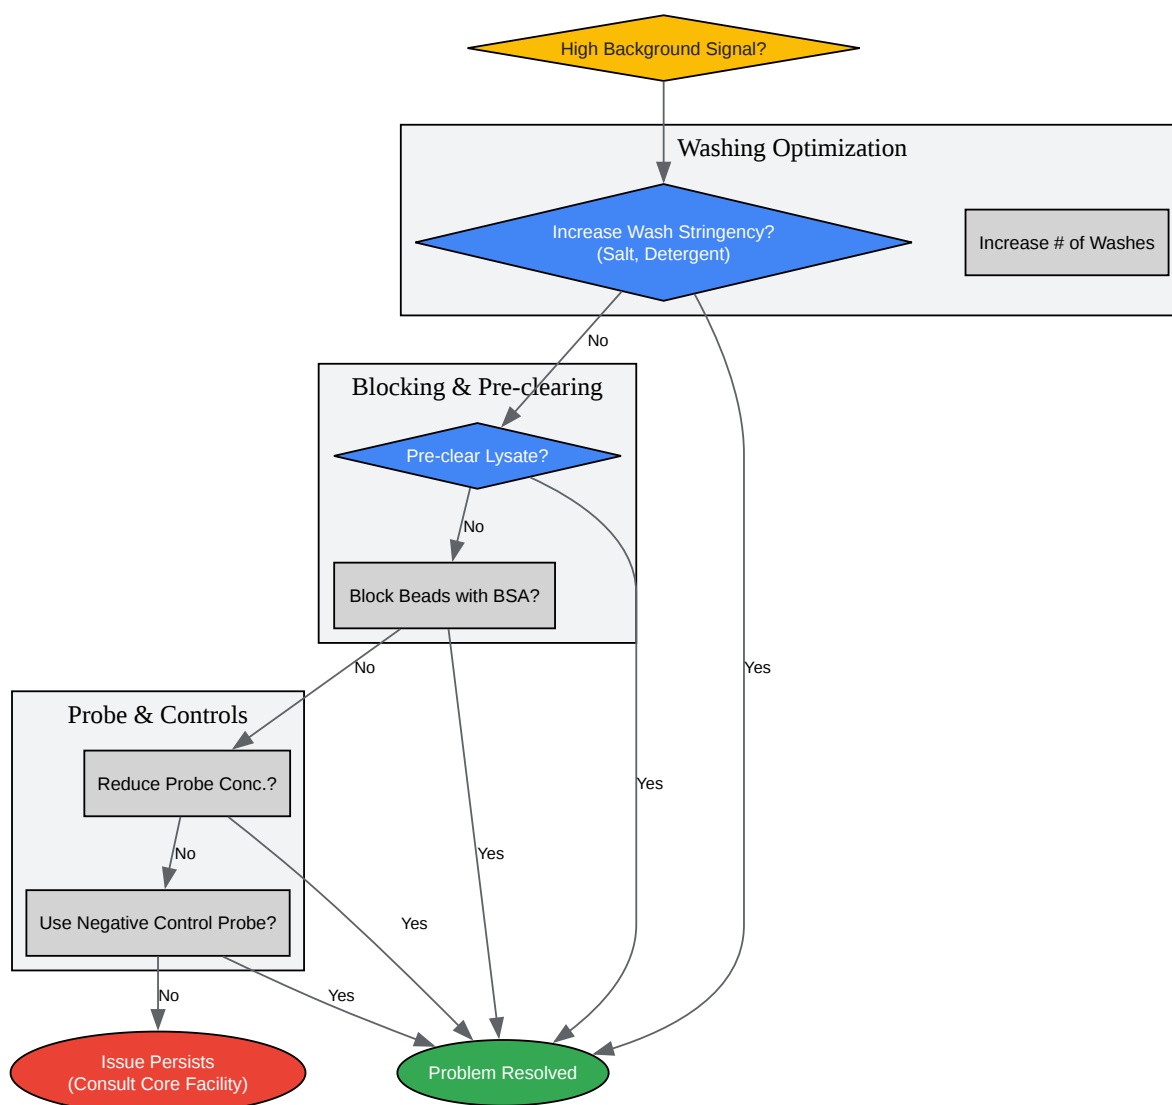 High Background Signal?
Washing Optimization
Increase Wash Stringency?
(Salt, Detergent)
Increase # of Washes
No
Blocking & Pre-clearing
Pre-clear Lysate?
No
Block Beads with BSA?
No
Yes
Probe & Controls
Reduce Probe Conc.?
Yes
No
Yes
Use Negative Control Probe?
Yes
No
Yes
Issue Persists
(Consult Core Facility)
Problem Resolved